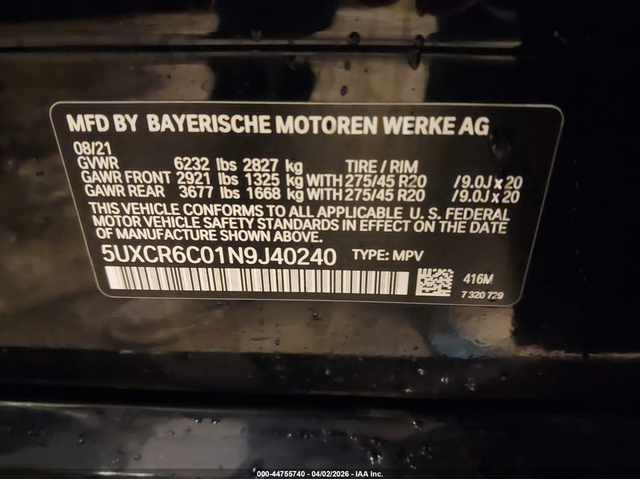 MFD BY BAYERISCHE MOTOREN WERKE AG
08/21
GVWR 6232 lbs 2827 kg TIRE / RIM
GAWR FRONT 2921 lbs 1325 kg WITH 275/45 R20 /9.0J x 20
GAWR REAR 3677 lbs 1668 kg WITH 275/45 R20 /9.0J x 20
THIS VEHICLE CONFORMS TO ALL APPLICABLE U. S. FEDERAL
MOTOR VEHICLE SAFETY STANDARDS IN EFFECT ON THE DATE
OF MANUFACTURE SHOWN ABOVE.
5UXCR6C01N9J40240 TYPE: MPV
416M
7 320 729
000-44755740 - 04/02/2026 - IAA Inc.